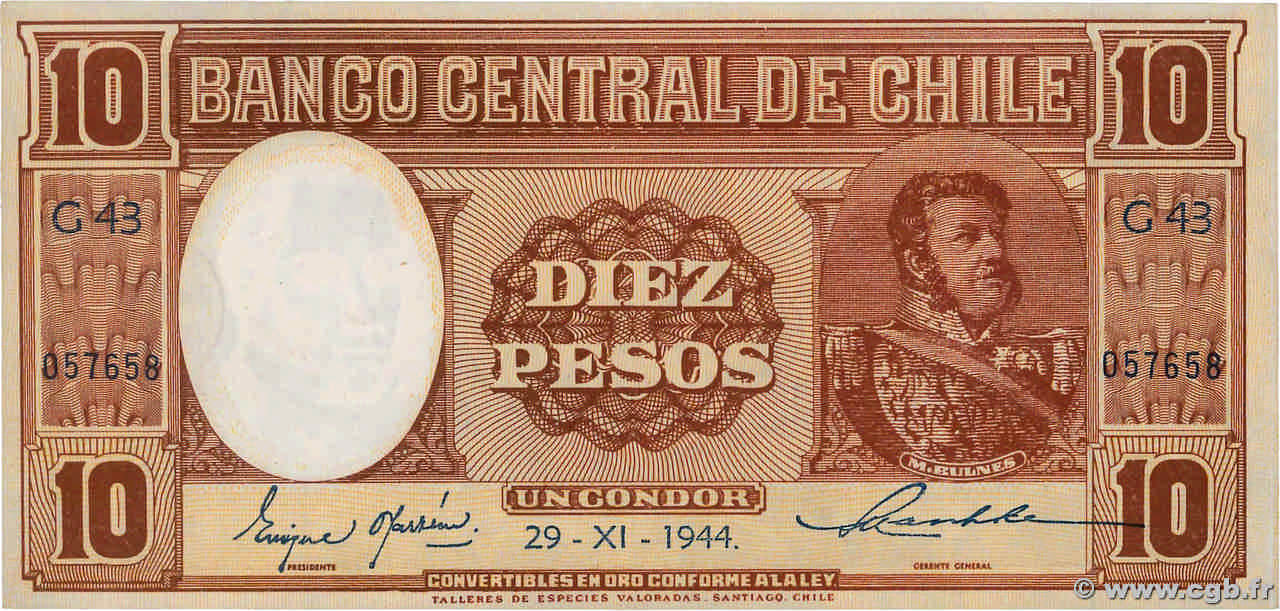 10 BANCO CENTRAL DE CHILE 10
G 43 G 43
DIEZ
PESOS
057658 057658
M. BULNES
10 UN CONDOR 10
29 - XI - 1944.
PRESIDENTE GERENTE GENERAL
CONVERTIBLES EN ORO CONFORME A LA LEY
TALLERES DE ESPECIES VALORADAS. SANTIAGO, CHILE
© www.cgb.fr